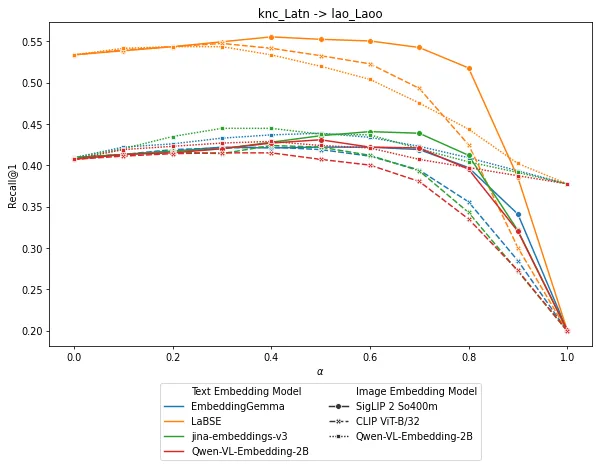 knc_Latn -> lao_Laoo
0.55
0.50
0.45
0.40
0.35
0.30
0.25
0.20
Recall@1
0.0 0.2 0.4 0.6 0.8 1.0
α
Text Embedding Model Image Embedding Model
EmbeddingGemma SigLIP 2 So400m
LaBSE CLIP ViT-B/32
jina-embeddings-v3 Qwen-VL-Embedding-2B
Qwen-VL-Embedding-2B